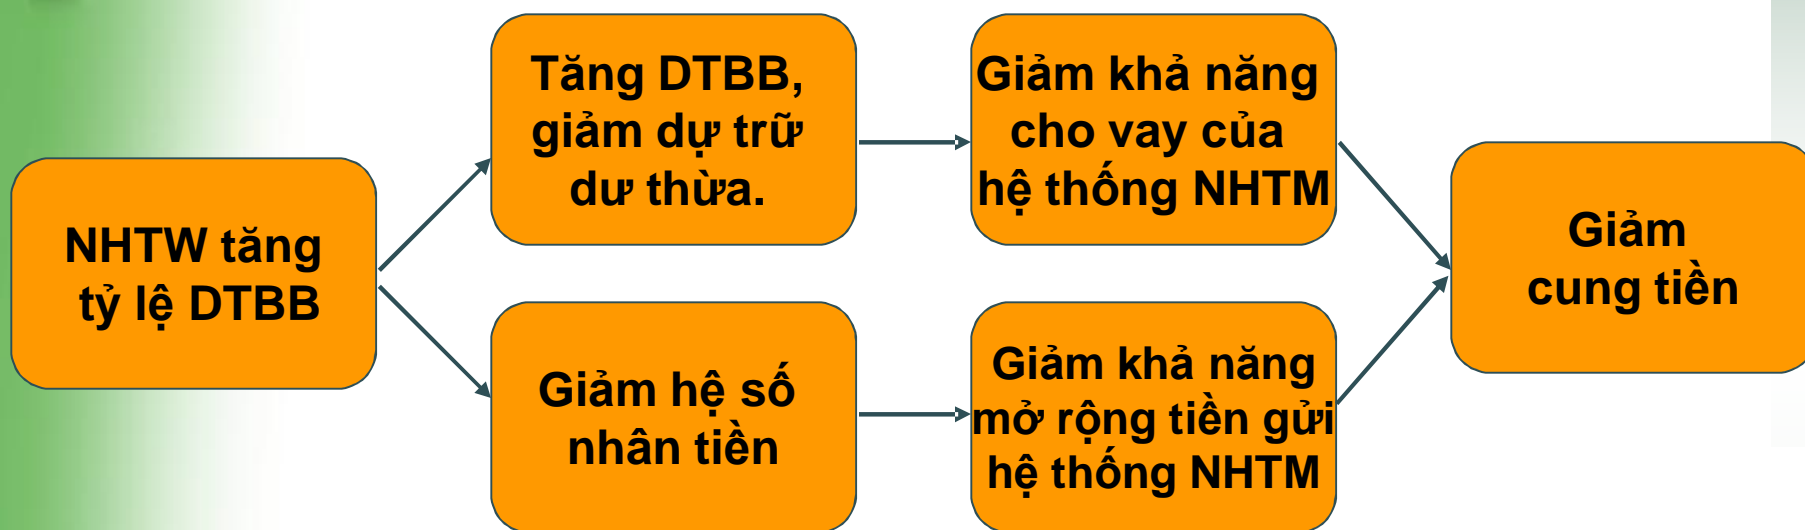 NHTW tăng
tỷ lệ DTBB
Tăng DTBB,
giảm dự trữ
dư thừa.
Giảm khả năng
cho vay của
hệ thống NHTM
Giảm hệ số
nhân tiền
Giảm khả năng
mở rộng tiền gửi
hệ thống NHTM
Giảm
cung tiền